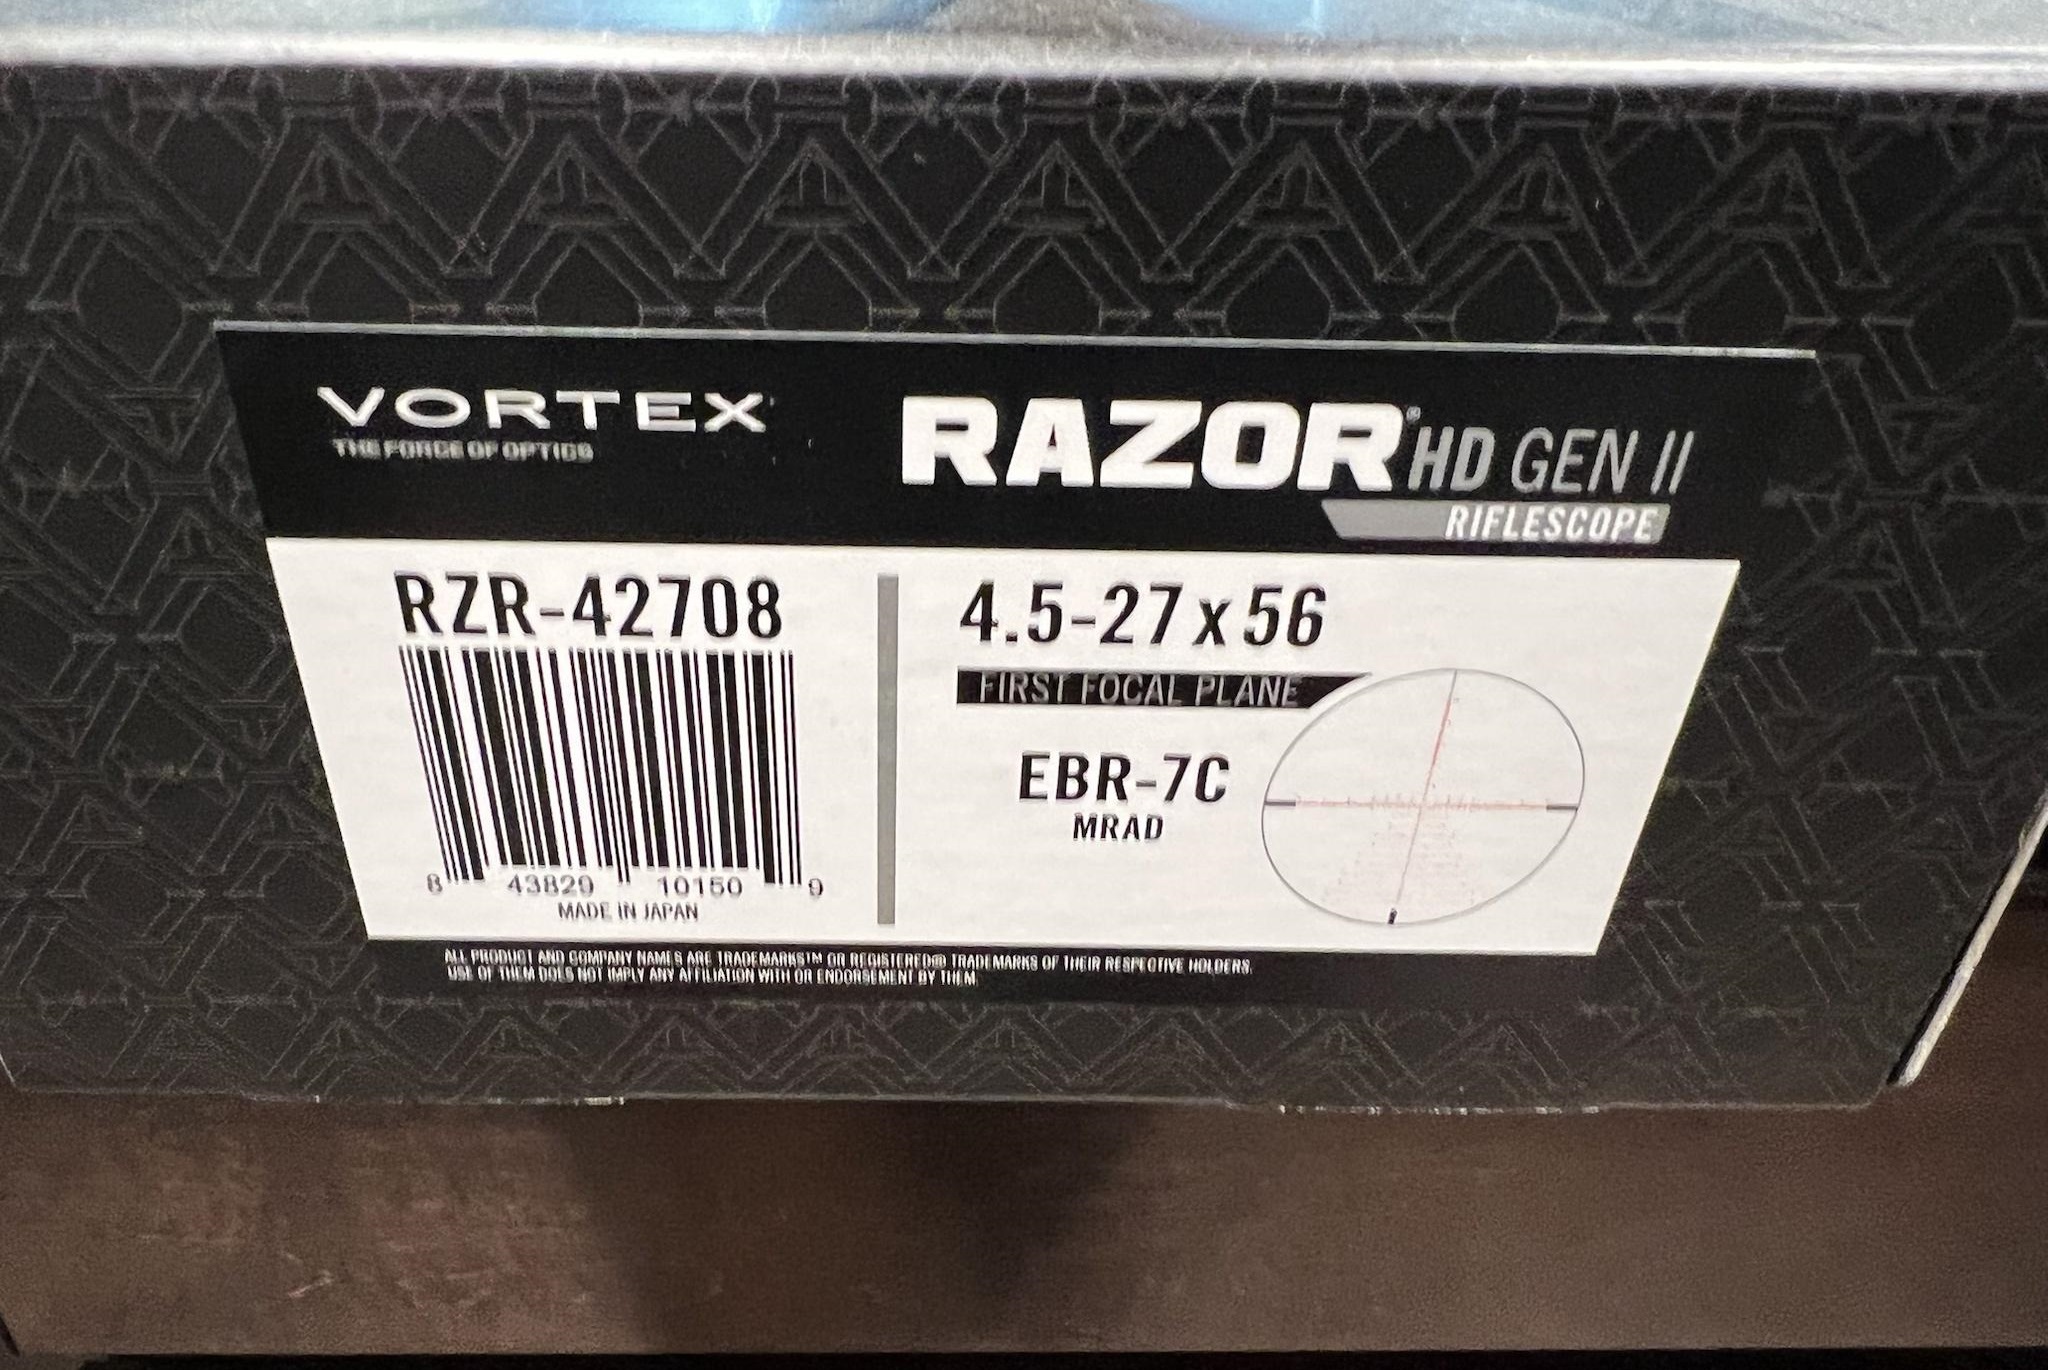 VORTEX
THE FORCE OF OPTICS
RAZOR® HD GEN II
RIFLESCOPE
RZR-42708
8 43829 10150 9
MADE IN JAPAN
4.5-27 x 56
FIRST FOCAL PLANE
EBR-7C
MRAD
ALL PRODUCT AND COMPANY NAMES ARE TRADEMARKS™ OR REGISTERED® TRADEMARKS OF THEIR RESPECTIVE HOLDERS.
USE OF THEM DOES NOT IMPLY ANY AFFILIATION WITH OR ENDORSEMENT BY THEM.